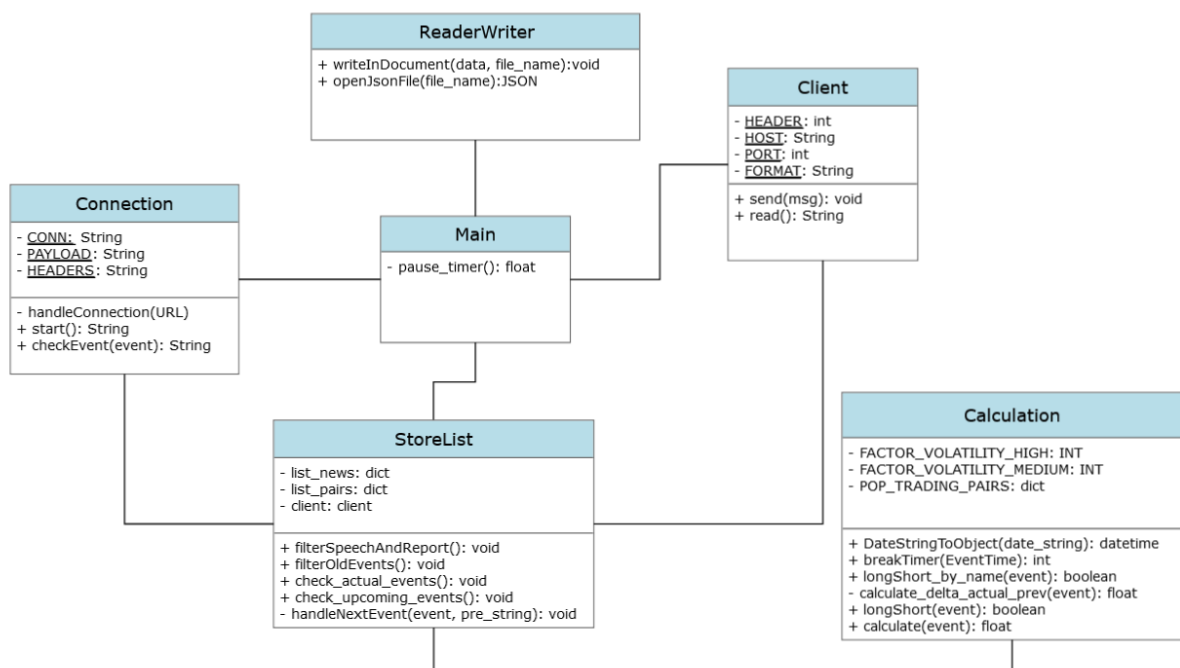 ReaderWriter
+ writeInDocument(data, file_name):void
+ openJsonFile(file_name):JSON
Client
- HEADER: int
- HOST: String
- PORT: int
- FORMAT: String
+ send(msg): void
+ read(): String
Connection
- CONN: String
- PAYLOAD: String
- HEADERS: String
- handleConnection(URL)
+ start(): String
+ checkEvent(event): String
Main
- pause_timer(): float
StoreList
- list_news: dict
- list_pairs: dict
- client: client
+ filterSpeechAndReport(): void
+ filterOldEvents(): void
+ check_actual_events(): void
+ check_upcoming_events(): void
- handleNextEvent(event, pre_string): void
Calculation
- FACTOR_VOLATILITY_HIGH: INT
- FACTOR_VOLATILITY_MEDIUM: INT
- POP_TRADING_PAIRS: dict
+ DateStringToObject(date_string): datetime
+ breakTimer(EventTime): int
+ longShort_by_name(event): boolean
- calculate_delta_actual_prev(event): float
+ longShort(event): boolean
+ calculate(event): float